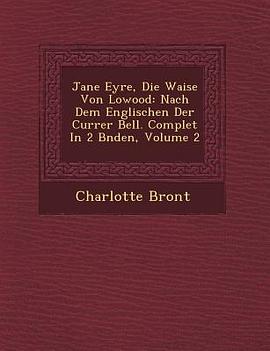 Jane Eyre, Die Waise
Von Lowood: Nach
Dem Englischen Der
Currer Bell. Complet
In 2 Bnden, Volume 2
Charlotte Bront